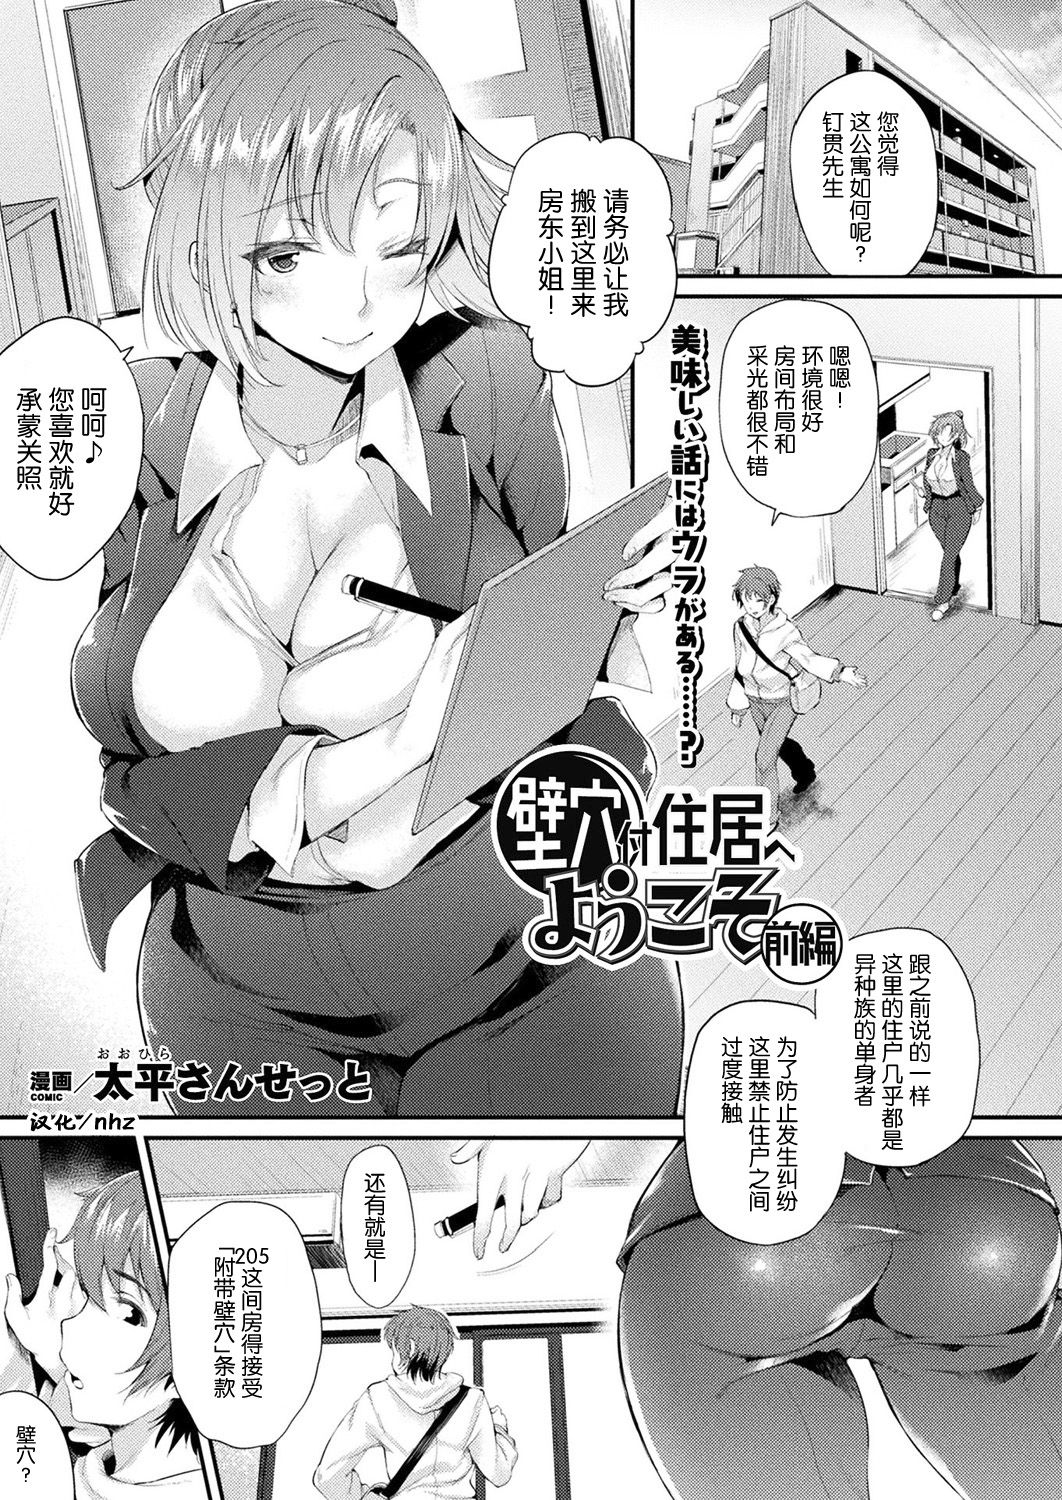 您觉得
这公寓如何呢？
钉贯先生
嗯嗯！
环境很好
房间布局和
采光都很不错
请务必让我
搬到这里来
房东小姐！
呵呵♪
您喜欢就好
承蒙关照
美味しい話にはウラがある……？
壁穴付住居へ
ようこそ
前編
おおひら
漫画／太平さんせっと
COMIC
汉化／nhz
跟之前说的一样
这里的住户几乎都是
异种族的单身者
为了防止发生纠纷
这里禁止住户之间
过度接触
还有就是—
205这间房得接受
「附带壁穴」条款
壁穴？